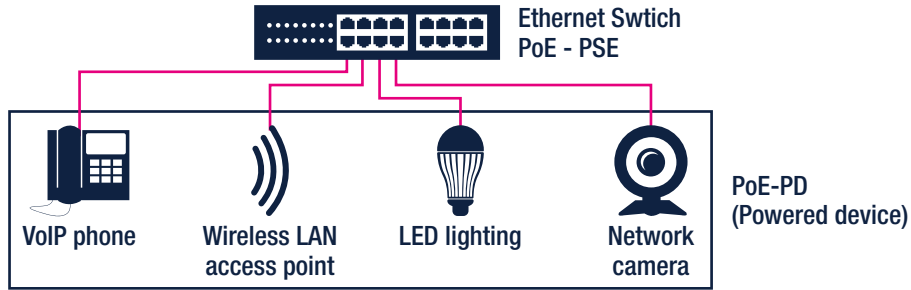 Ethernet Swtich
PoE - PSE
VoIP phone
Wireless LAN
access point
LED lighting
Network
camera
PoE-PD
(Powered device)